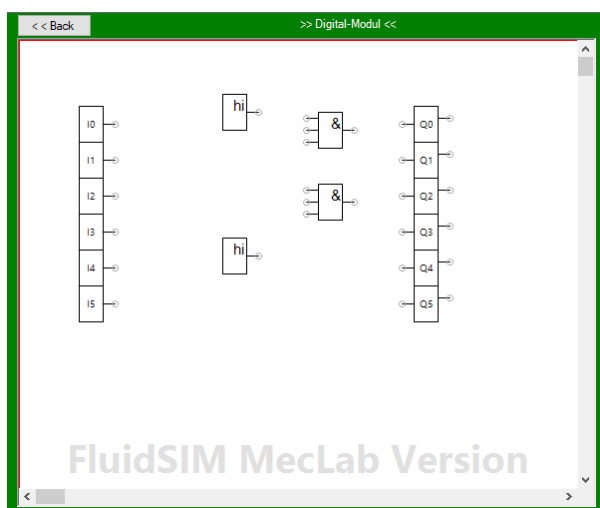 < < Back
>> Digital-Modul <<
hi
&
I0
Q0
I1
Q1
I2
&
Q2
I3
Q3
hi
I4
Q4
I5
Q5
FluidSIM MecLab Version